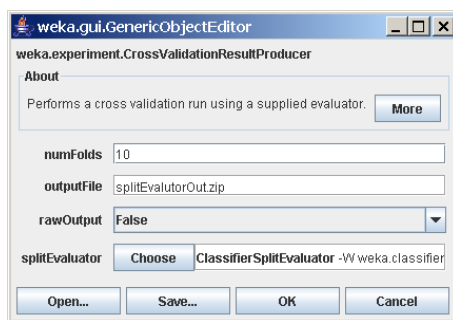 weka.gui.GenericObjectEditor
weka.experiment.CrossValidationResultProducer
About
Performs a cross validation run using a supplied evaluator. More
numFolds 10
outputFile splitEvalutorOut.zip
rawOutput False
splitEvaluator Choose ClassifierSplitEvaluator -W weka.classifier
Open... Save... OK Cancel